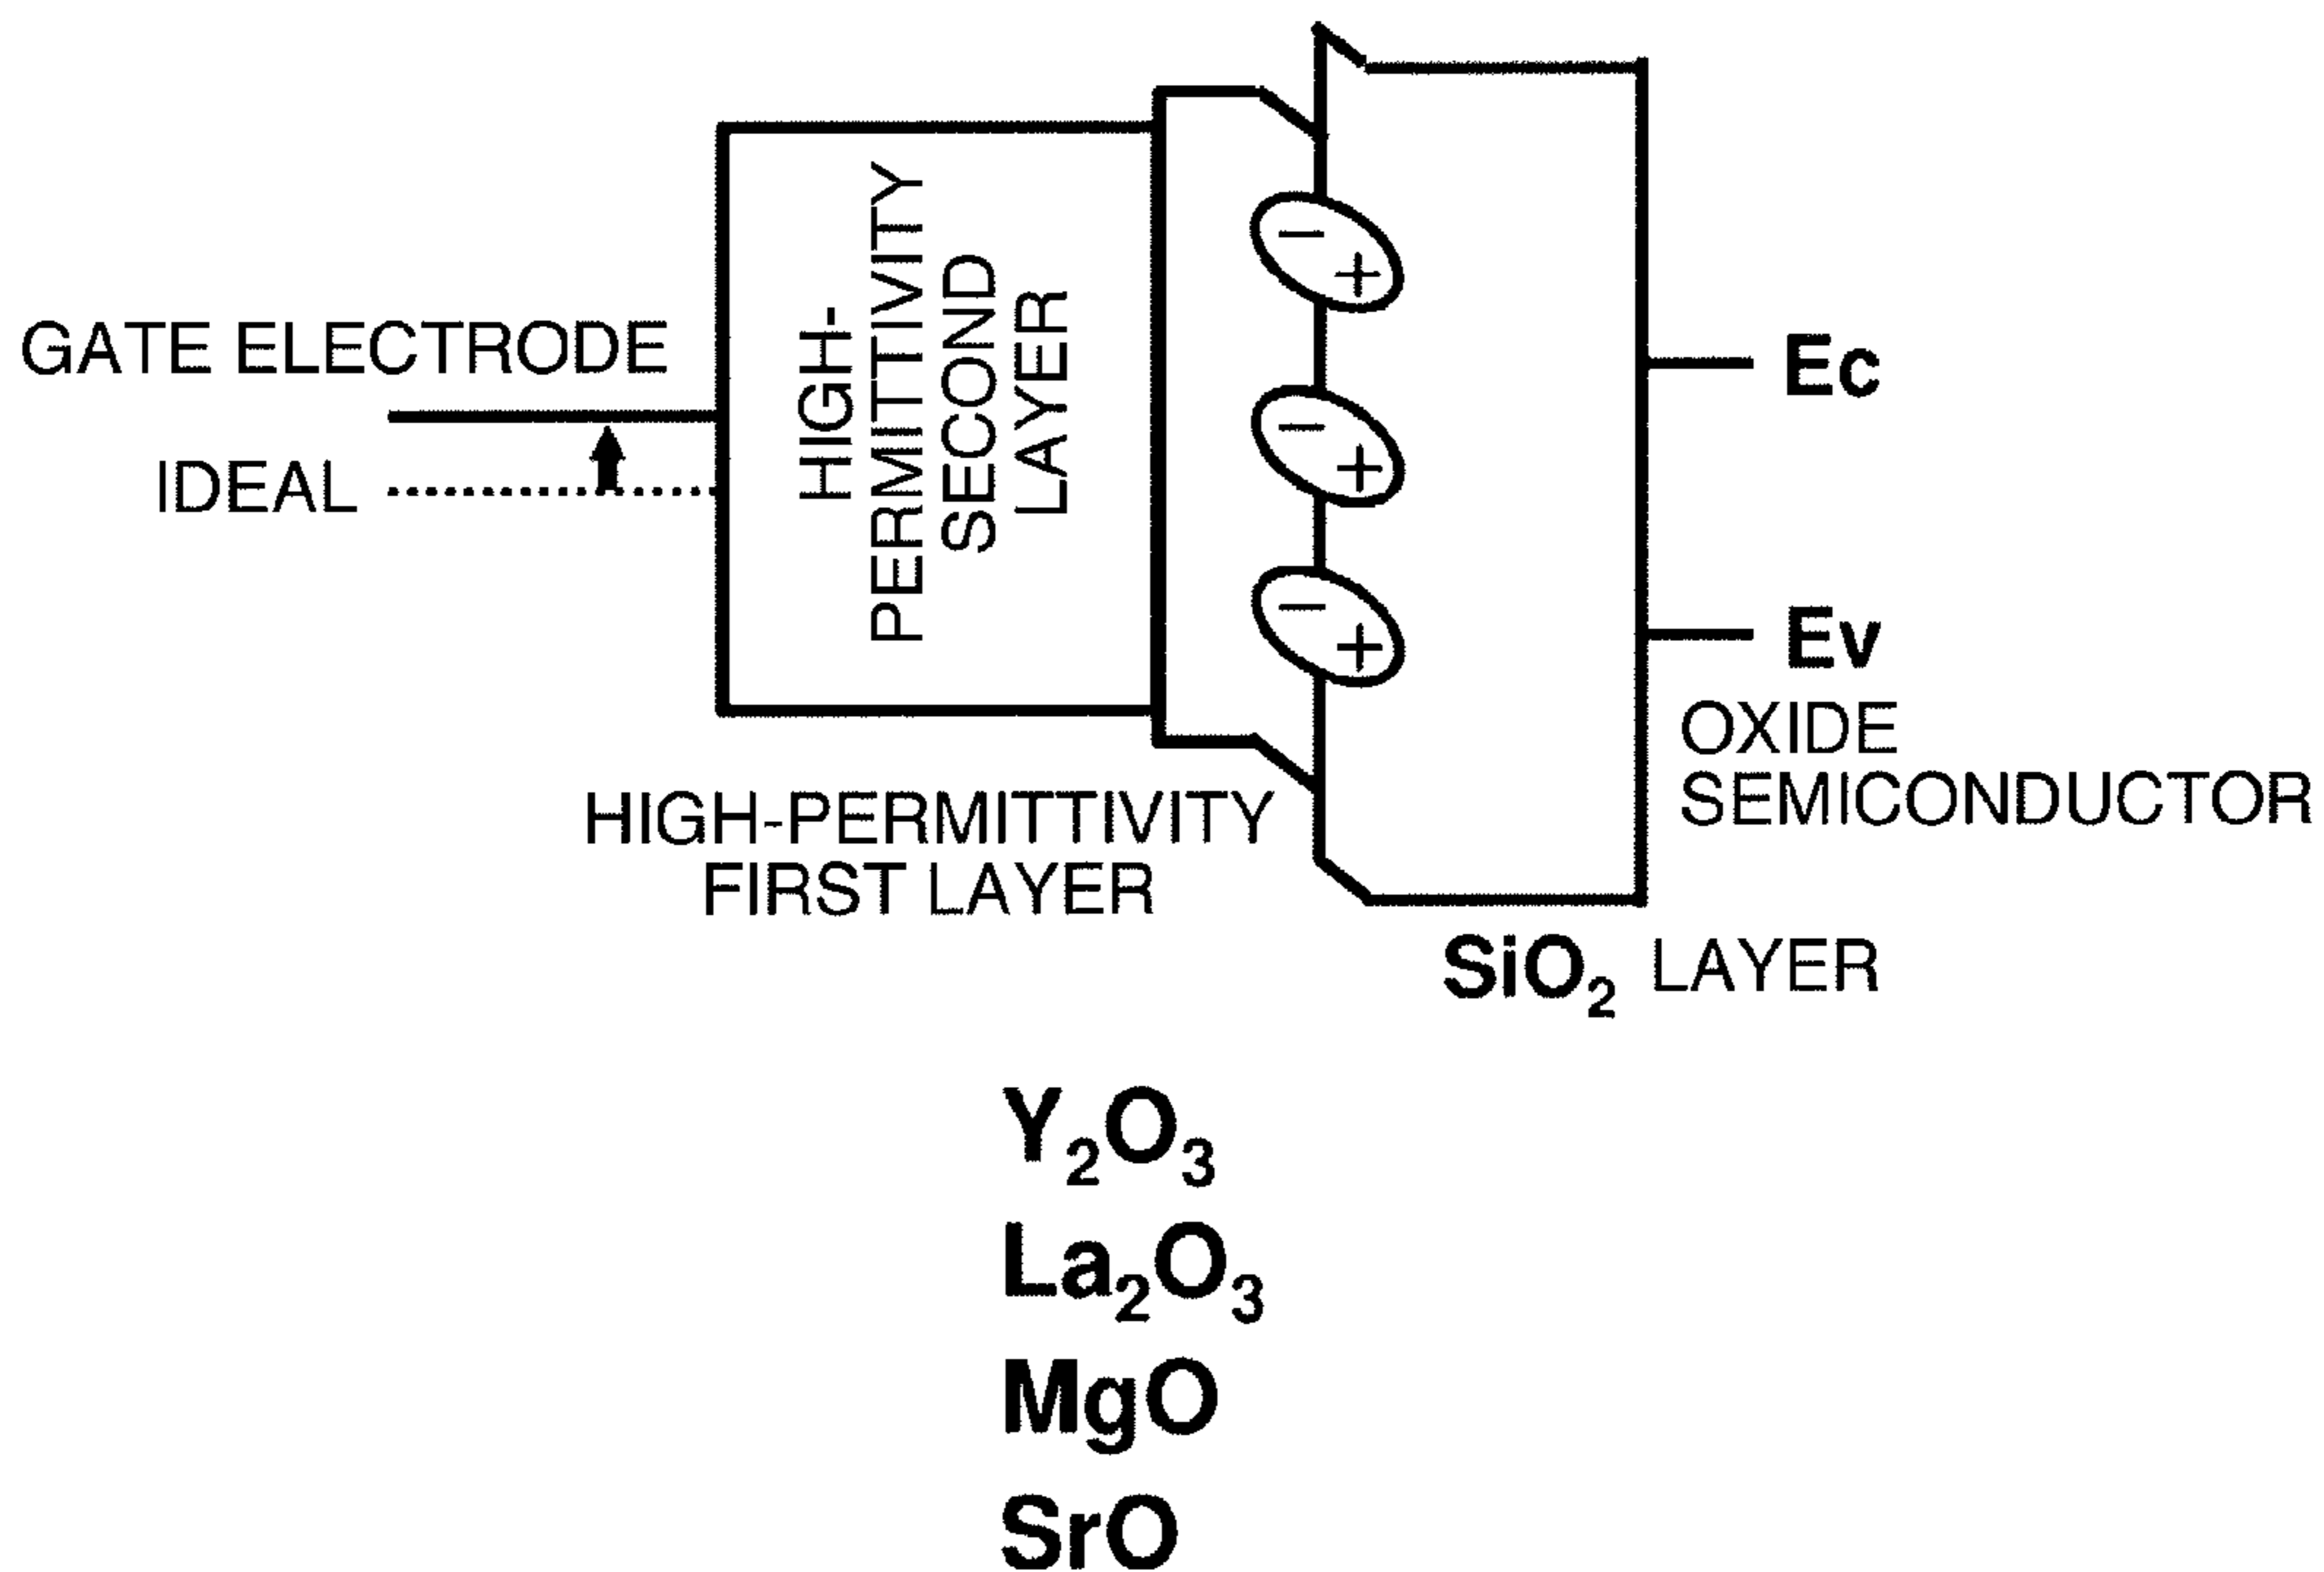 GATE ELECTRODE
IDEAL
HIGH-
PERMITTIVITY
SECOND
LAYER
− +
− +
− +
Ec
Ev
OXIDE
SEMICONDUCTOR
HIGH-PERMITTIVITY
FIRST LAYER
SiO₂ LAYER
Y₂O₃
La₂O₃
MgO
SrO